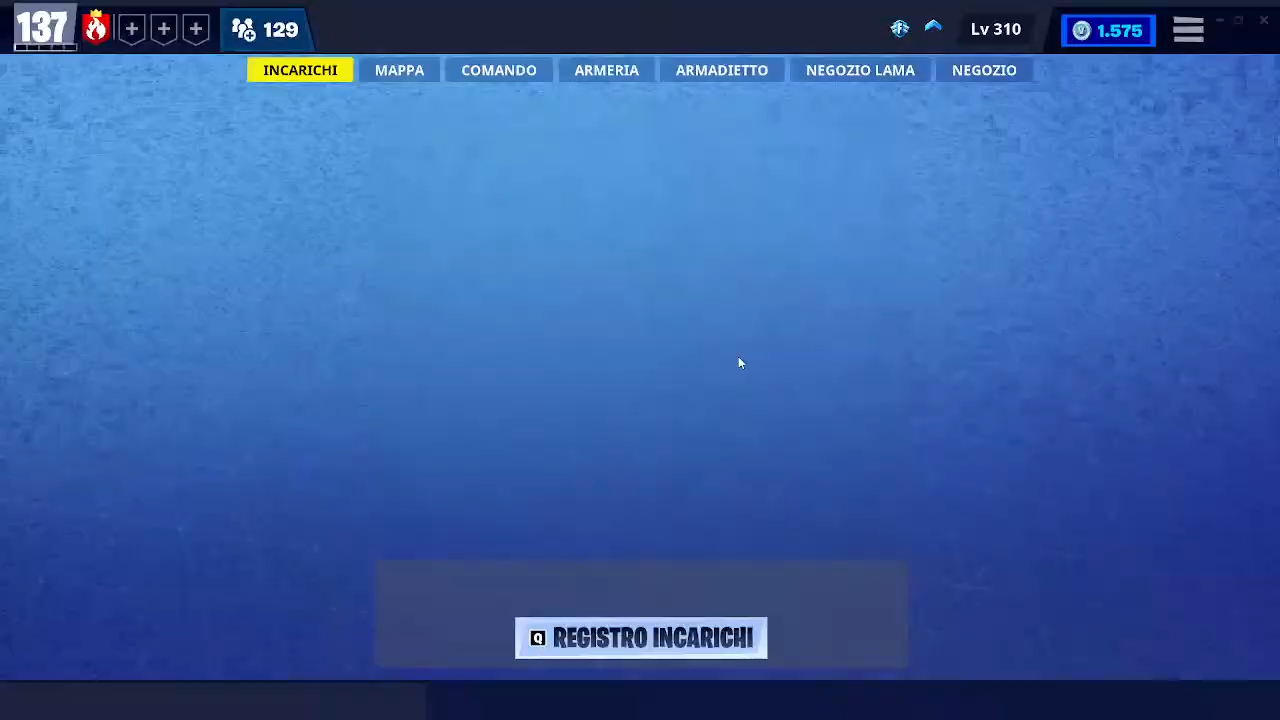 137
129
Lv 310
1.575
INCARICHI
MAPPA
COMANDO
ARMERIA
ARMADIETTO
NEGOZIO LAMA
NEGOZIO
Q REGISTRO INCARICHI